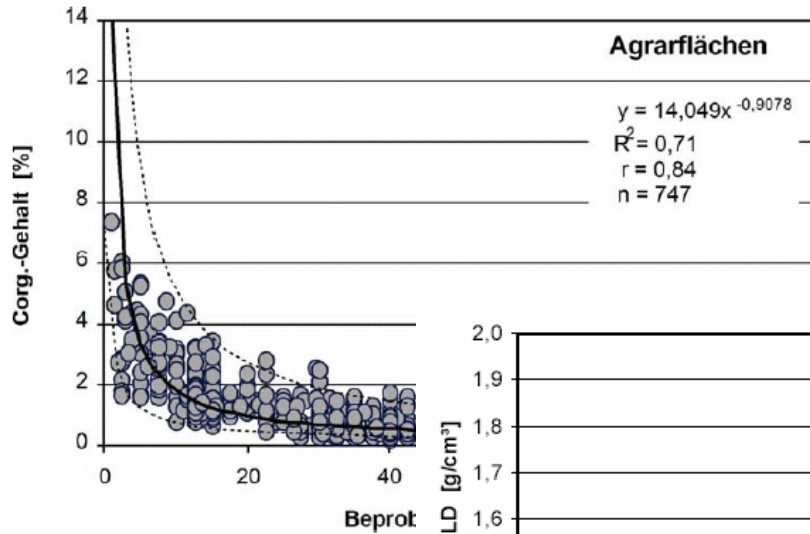 14
Agrarflächen
12
y = 14,049x -0,9078
10
R2 = 0,71
r = 0,84
n = 747
8
6
4
2
0
Corg.-Gehalt [%]
0 20 40
Beprob
2,0
1,9
1,8
1,7
1,6
LD [g/cm³]